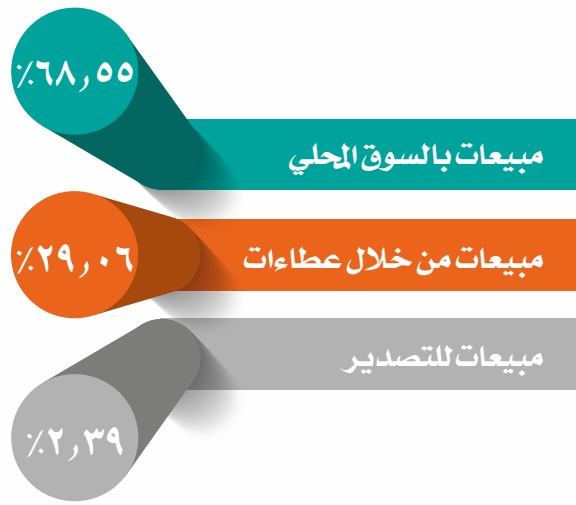 ٪٦٨,٥٥
مبيعات بالسوق المحلي
٪٢٩,٠٦
مبيعات من خلال عطاءات
مبيعات للتصدير
٪٢,٣٩